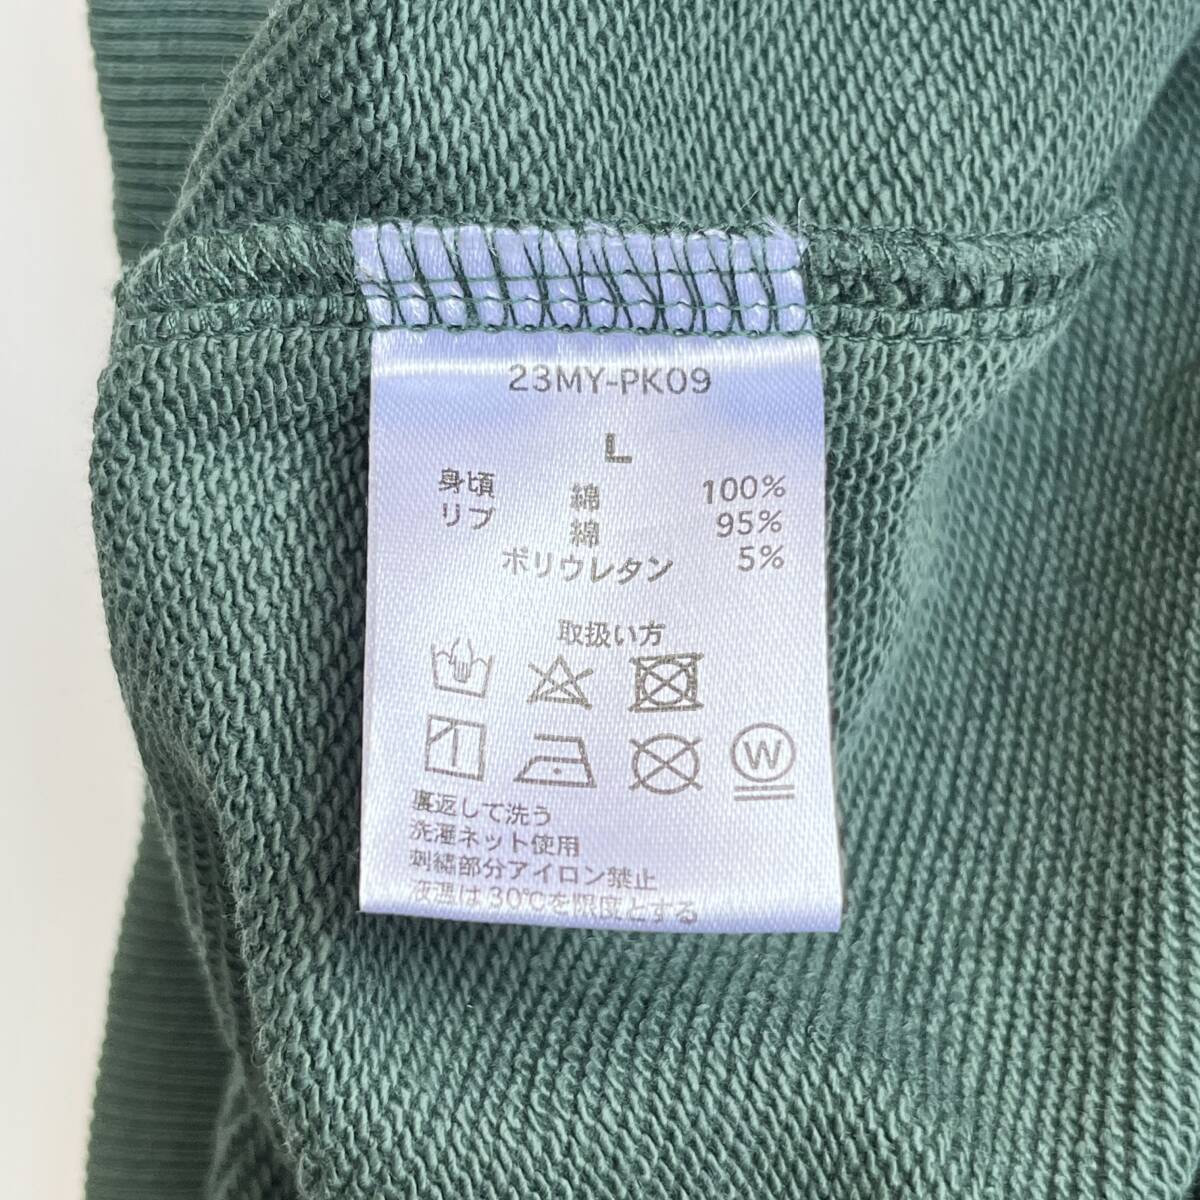 23MY-PK09
L
身頃 綿 100%
リブ 綿 95%
ポリウレタン 5%
取扱い方
W
裏返して洗う
洗濯ネット使用
刺繍部分アイロン禁止
液温は30℃を限度とする